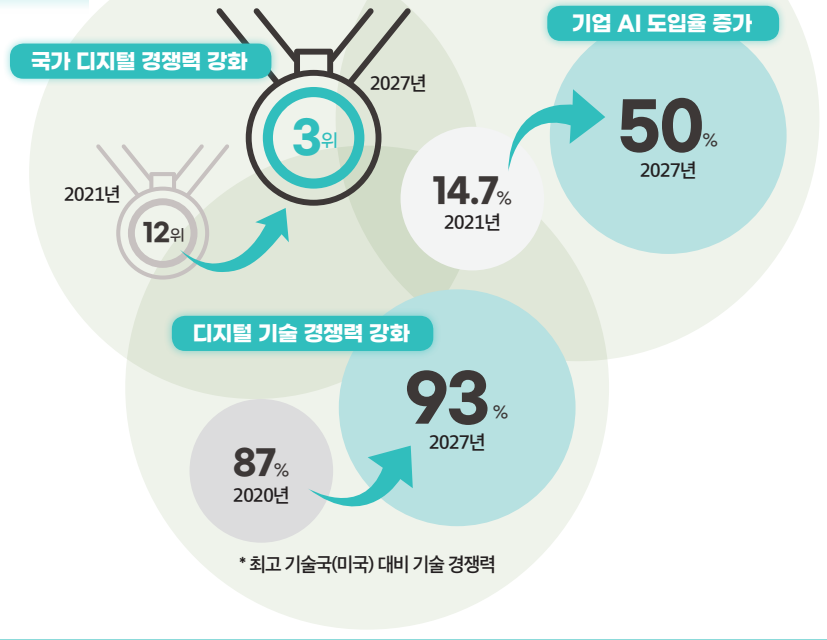 국가 디지털 경쟁력 강화
2027년
3위
2021년
12위
기업 AI 도입율 증가
50%
2027년
14.7%
2021년
디지털 기술 경쟁력 강화
93%
2027년
87%
2020년
* 최고 기술국(미국) 대비 기술 경쟁력